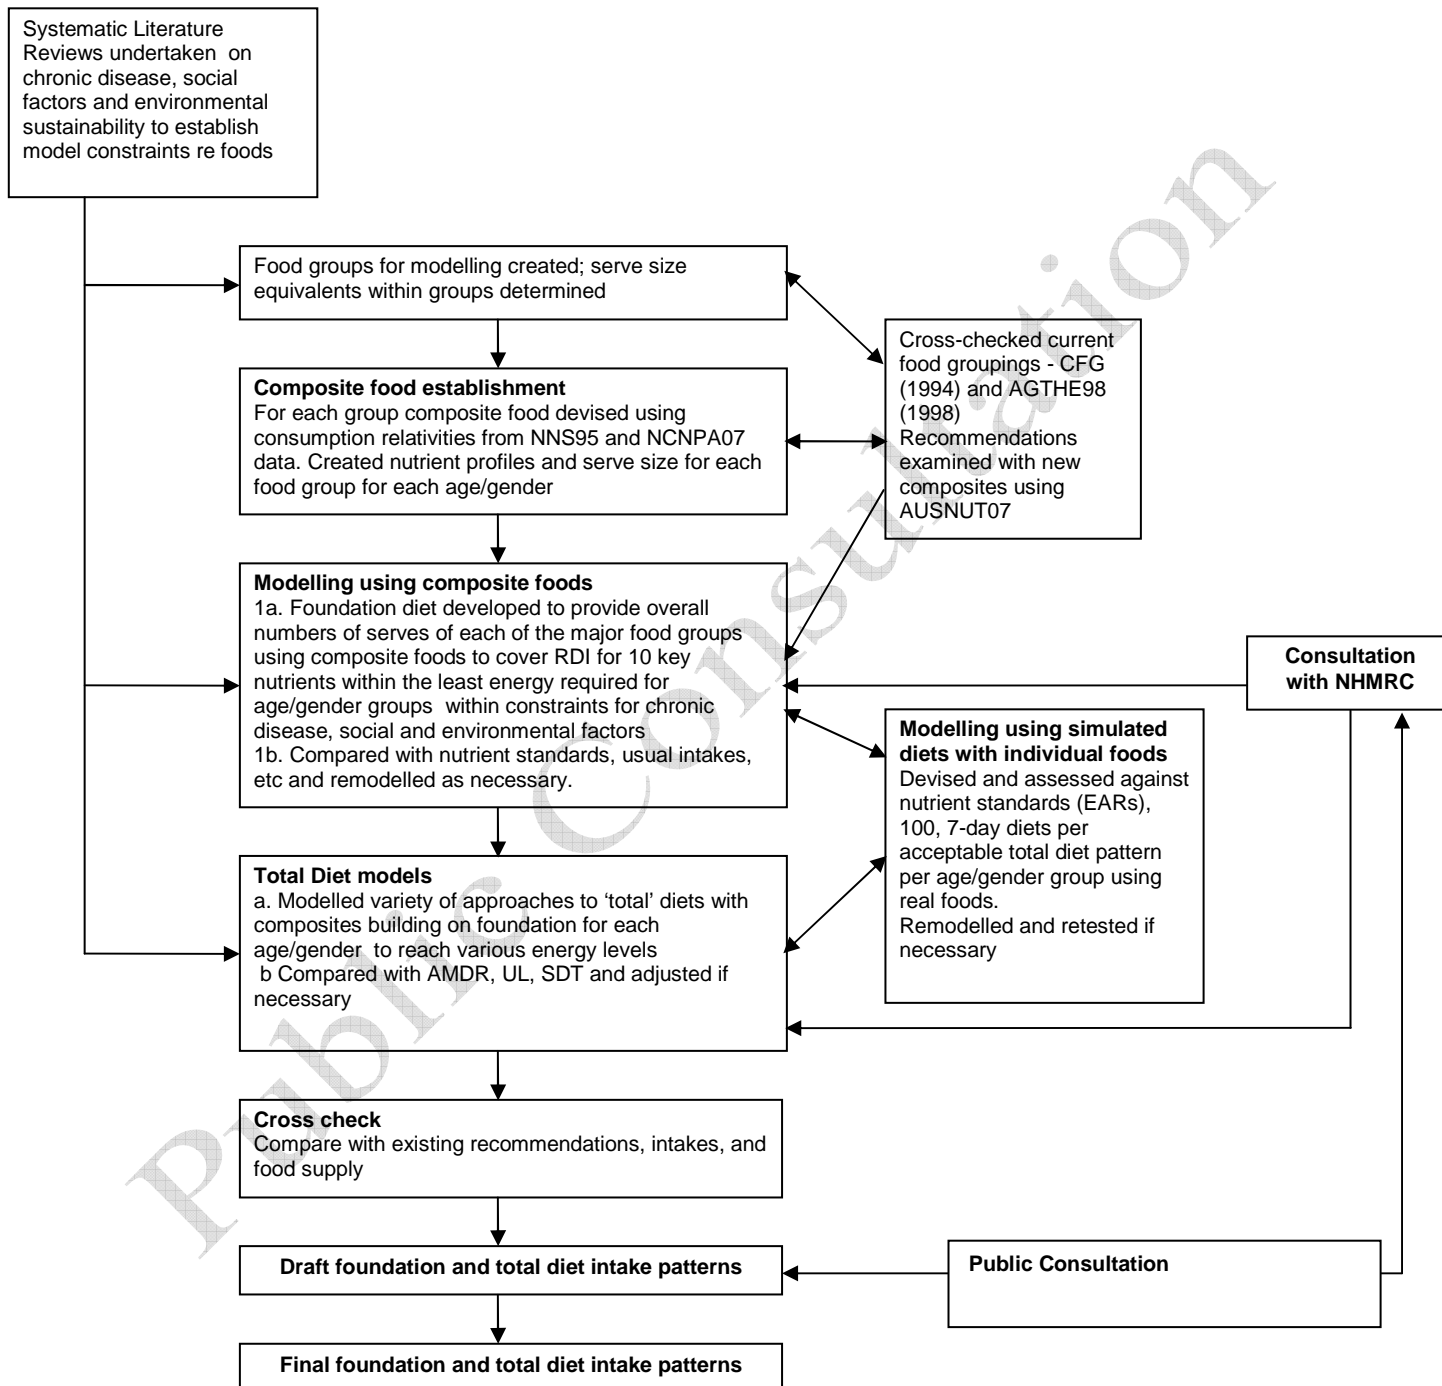 Systematic Literature
Reviews undertaken  on
chronic disease, social
factors and environmental
sustainability to establish
model constraints re foods
Food groups for modelling created; serve size
equivalents within groups determined
Cross-checked current
food groupings - CFG
(1994) and AGTHE98
(1998)
Recommendations
examined with new
composites using
AUSNUT07
Composite food establishment
For each group composite food devised using
consumption relativities from NNS95 and NCNPA07
data. Created nutrient profiles and serve size for each
food group for each age/gender
Modelling using composite foods
1a. Foundation diet developed to provide overall
numbers of serves of each of the major food groups
using composite foods to cover RDI for 10 key
nutrients within the least energy required for
age/gender groups  within constraints for chronic
disease, social and environmental factors
1b. Compared with nutrient standards, usual intakes,
etc and remodelled as necessary.
Consultation
with NHMRC
Modelling using simulated
diets with individual foods
Devised and assessed against
nutrient standards (EARs),
100, 7-day diets per
acceptable total diet pattern
per age/gender group using
real foods.
Remodelled and retested if
necessary
Total Diet models
a. Modelled variety of approaches to ‘total’ diets with
composites building on foundation for each
age/gender  to reach various energy levels
b Compared with AMDR, UL, SDT and adjusted if
necessary
Cross check
Compare with existing recommendations, intakes, and
food supply
Draft foundation and total diet intake patterns
Public Consultation
Final foundation and total diet intake patterns
Public Consultation